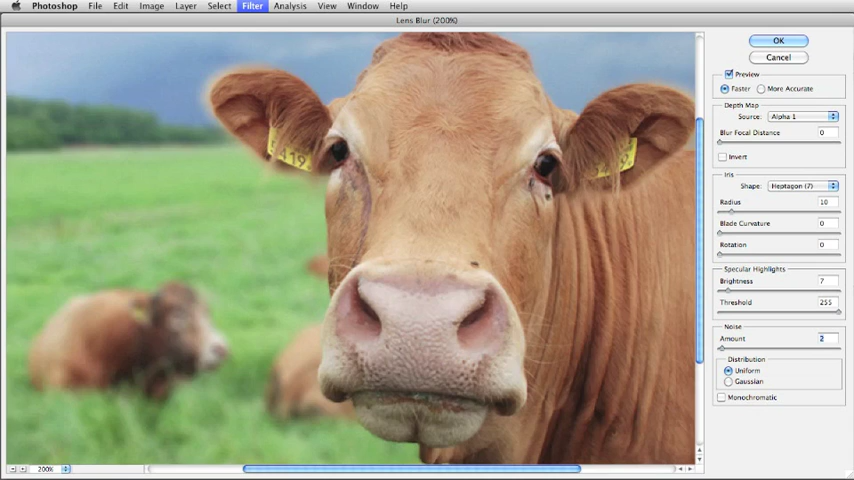 Photoshop File Edit Image Layer Select Filter Analysis View Window Help
Lens Blur (200%)
OK
Cancel
Preview
Faster More Accurate
Depth Map
Source: Alpha 1
Blur Focal Distance 0
Invert
Iris
Shape: Heptagon (7)
Radius 10
Blade Curvature 0
Rotation 0
Specular Highlights
Brightness 7
Threshold 255
Noise
Amount 2
Distribution
Uniform
Gaussian
Monochromatic
200%